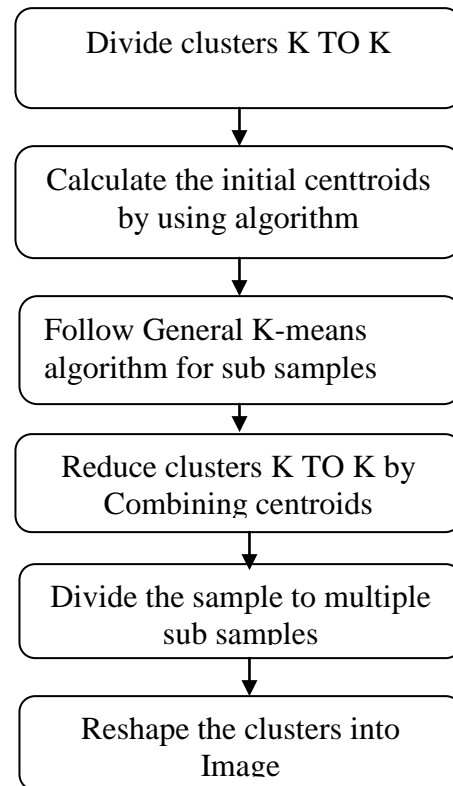 Divide clusters K TO K
Calculate the initial centtroids
by using algorithm
Follow General K-means
algorithm for sub samples
Reduce clusters K TO K by
Combining centroids
Divide the sample to multiple
sub samples
Reshape the clusters into
Image